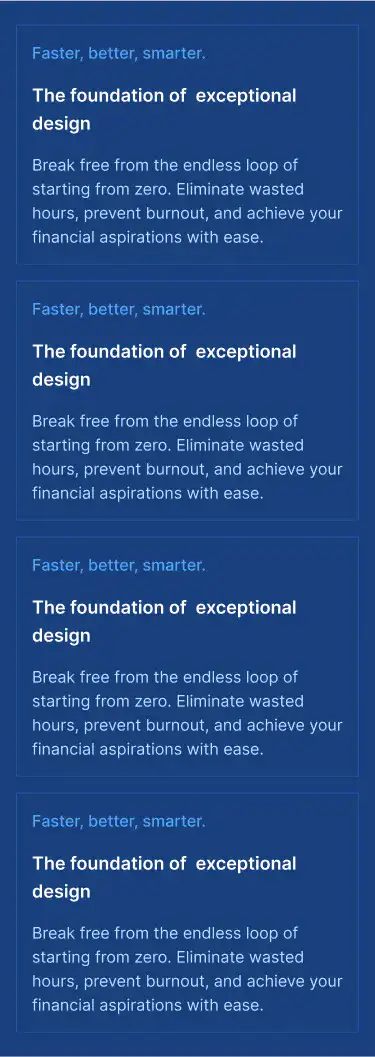 Faster, better, smarter.
The foundation of  exceptional
design
Break free from the endless loop of
starting from zero. Eliminate wasted
hours, prevent burnout, and achieve your
financial aspirations with ease.
Faster, better, smarter.
The foundation of  exceptional
design
Break free from the endless loop of
starting from zero. Eliminate wasted
hours, prevent burnout, and achieve your
financial aspirations with ease.
Faster, better, smarter.
The foundation of  exceptional
design
Break free from the endless loop of
starting from zero. Eliminate wasted
hours, prevent burnout, and achieve your
financial aspirations with ease.
Faster, better, smarter.
The foundation of  exceptional
design
Break free from the endless loop of
starting from zero. Eliminate wasted
hours, prevent burnout, and achieve your
financial aspirations with ease.